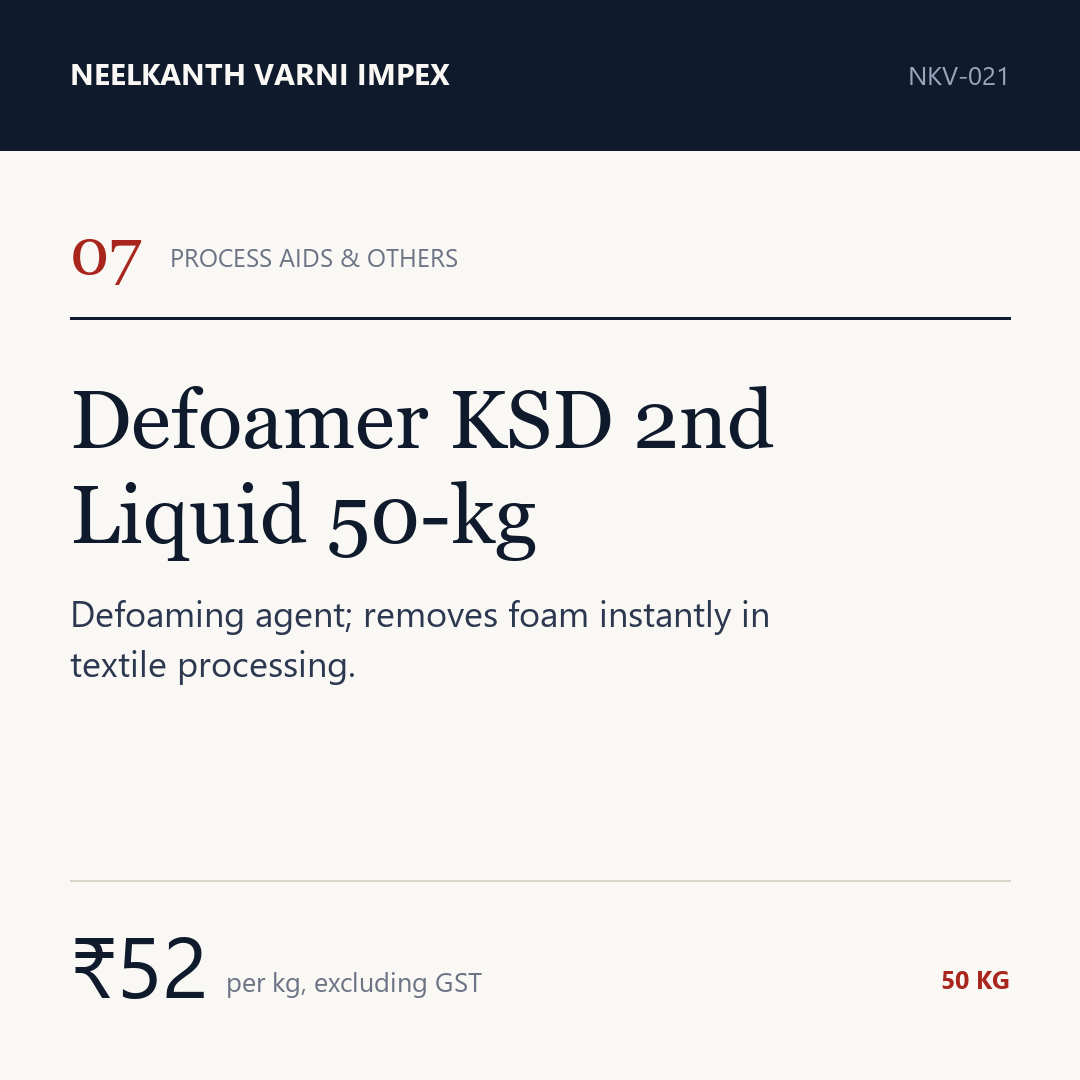 NEELKANTH VARNI IMPEX
NKV-021
07
PROCESS AIDS & OTHERS
Defoamer KSD 2nd
Liquid 50-kg
Defoaming agent; removes foam instantly in
textile processing.
₹52 per kg, excluding GST
50 KG